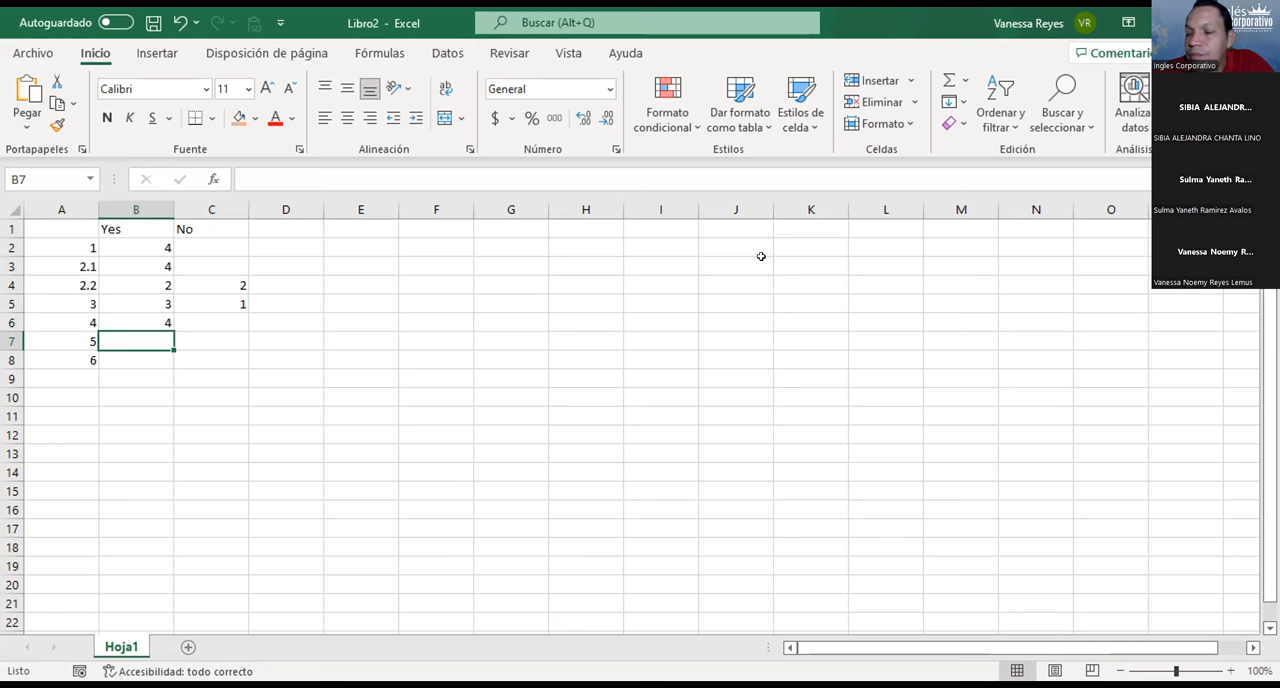 Autoguardado
Libro2 - Excel
Buscar (Alt+Q)
Vanessa Reyes
VR
Archivo Inicio Insertar Disposición de página Fórmulas Datos Revisar Vista Ayuda
Comentari
Pegar
Portapapeles
Calibri 11
N K S
Fuente
Alineación
General
$ % 000
Número
Formato condicional
Dar formato como tabla
Estilos de celda
Estilos
Insertar
Eliminar
Formato
Celdas
Ordenar y filtrar
Buscar y seleccionar
Edición
Analiza datos
Análisis
B7
fx
A B C D E F G H I J K L M N O
1 Yes No
2 1 4
3 2.1 4
4 2.2 2 2
5 3 3 1
6 4 4
7 5
8 6
9
10
11
12
13
14
15
16
17
18
19
20
21
22
Hoja1
Listo
Accesibilidad: todo correcto
100%
Corporativo
Ingles Corporativo
SIBIA ALEJANDR...
SIBIA ALEJANDRA CHANTA LINO
Sulma Yaneth Ra...
Sulma Yaneth Ramirez Avalos
Vanessa Noemy R...
Vanessa Noemy Reyes Lemus